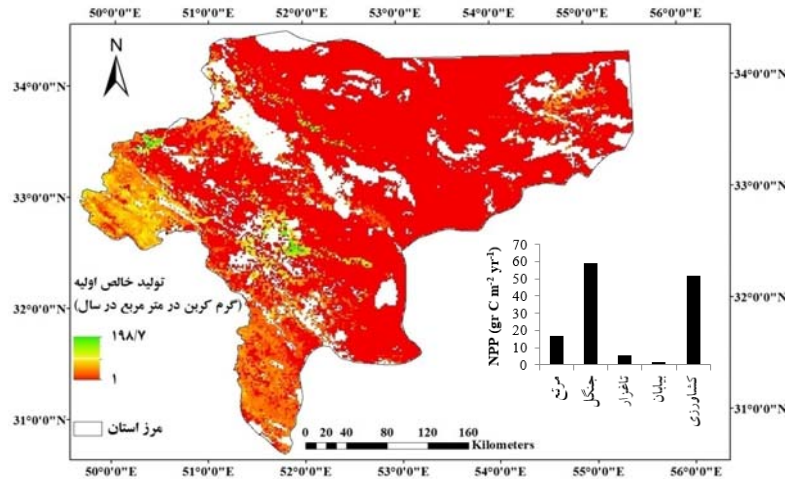 50°0'0"E 51°0'0"E 52°0'0"E 53°0'0"E 54°0'0"E 55°0'0"E 56°0'0"E
N
34°0'0"N
33°0'0"N
32°0'0"N
31°0'0"N
34°0'0"N
33°0'0"N
32°0'0"N
31°0'0"N
تولید خالص اولیه
(گرم کربن در متر مربع در سال)
۱۹۸/۷
۱
مرز استان
NPP (gr C m⁻² yr⁻¹)
70
60
50
40
30
20
10
0
مرتع
جنگل
تاغزار
بیابان
کشاورزی
0 20 40 80 120 160
Kilometers
50°0'0"E 51°0'0"E 52°0'0"E 53°0'0"E 54°0'0"E 55°0'0"E 56°0'0"E